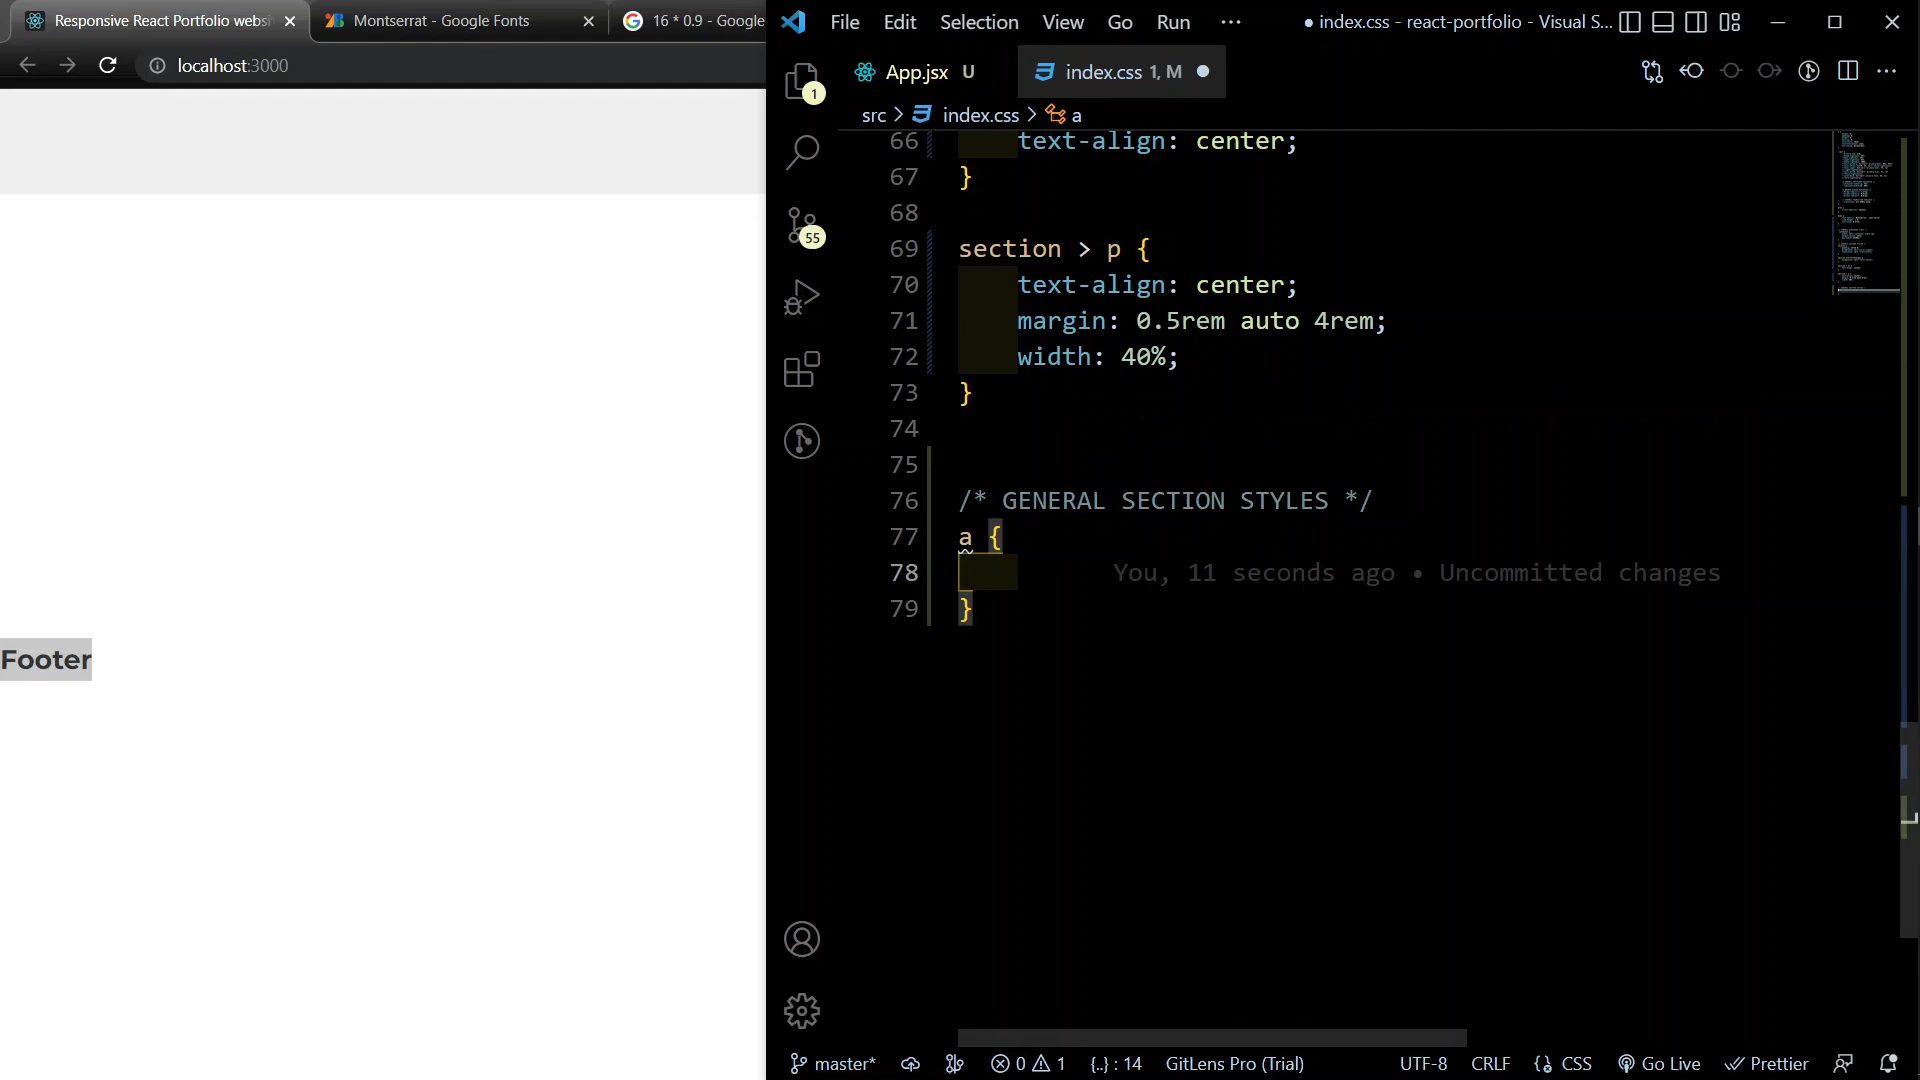 Responsive React Portfolio websi
Montserrat - Google Fonts
16 * 0.9 - Google
localhost:3000
Footer
File Edit Selection View Go Run ···
● index.css - react-portfolio - Visual S...
App.jsx U
index.css 1, M
src > index.css > a
1
55
66 text-align: center;
67 }
68
69 section > p {
70 text-align: center;
71 margin: 0.5rem auto 4rem;
72 width: 40%;
73 }
74
75
76 /* GENERAL SECTION STYLES */
77 a {
78 You, 11 seconds ago • Uncommitted changes
79 }
master* 0 1 {..} : 14 GitLens Pro (Trial) UTF-8 CRLF CSS Go Live Prettier